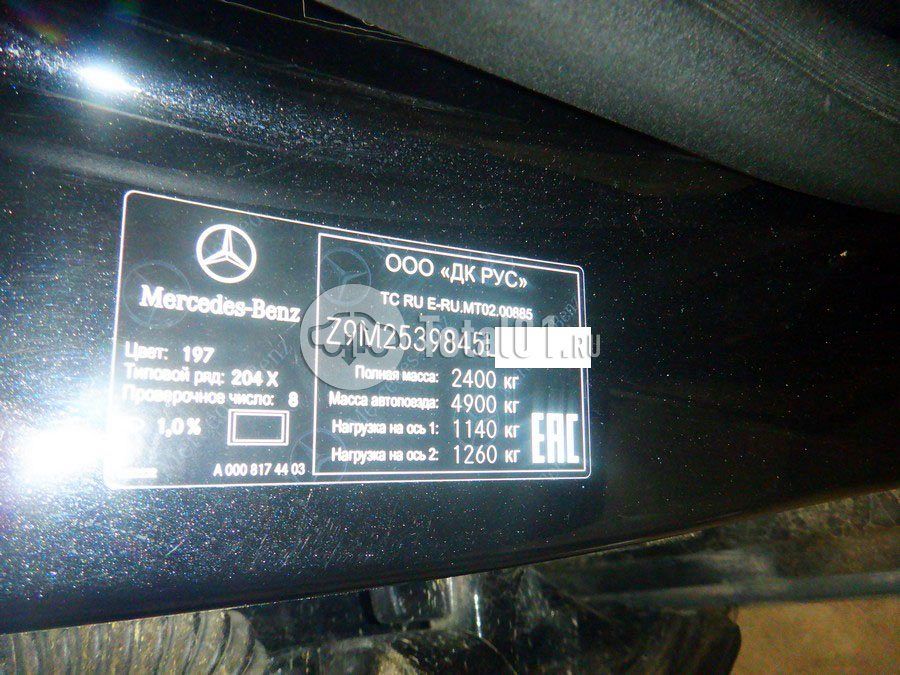 Mercedes-Benz
Цвет: 197
Типовой ряд: 204 X
Проверочное число: 8
1,0 %
A 000 817 44 03
ООО «ДК РУС»
TC RU E-RU.MT02.00885
Z9M2539845
Полная масса: 2400 кг
Масса автопоезда: 4900 кг
Нагрузка на ось 1: 1140 кг
Нагрузка на ось 2: 1260 кг
EAC
Total01.RU